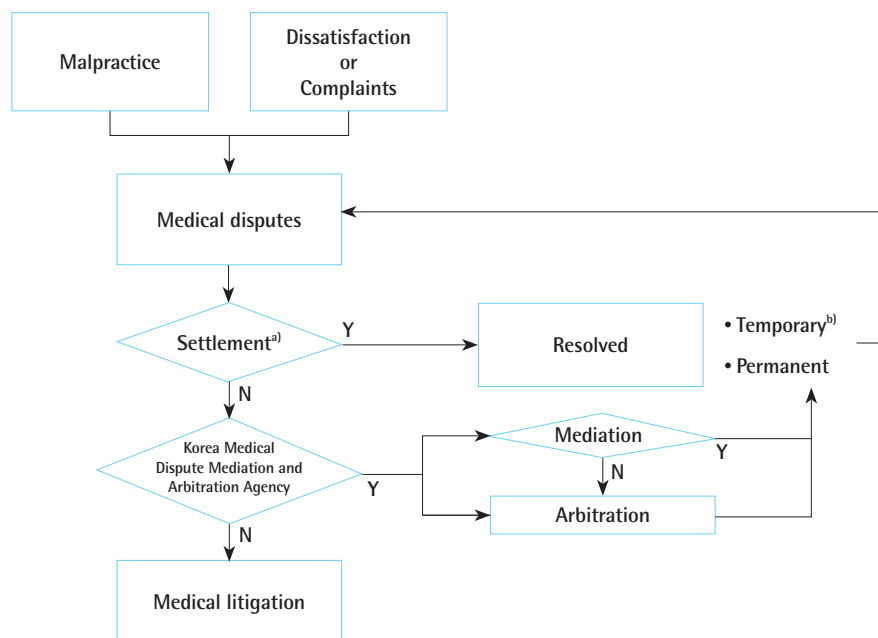 Malpractice
Dissatisfaction
or
Complaints
Medical disputes
Settlementa)
Y
Resolved
• Temporaryb)
• Permanent
N
Korea Medical
Dispute Mediation and
Arbitration Agency
Y
Mediation
Y
N
Arbitration
N
Medical litigation